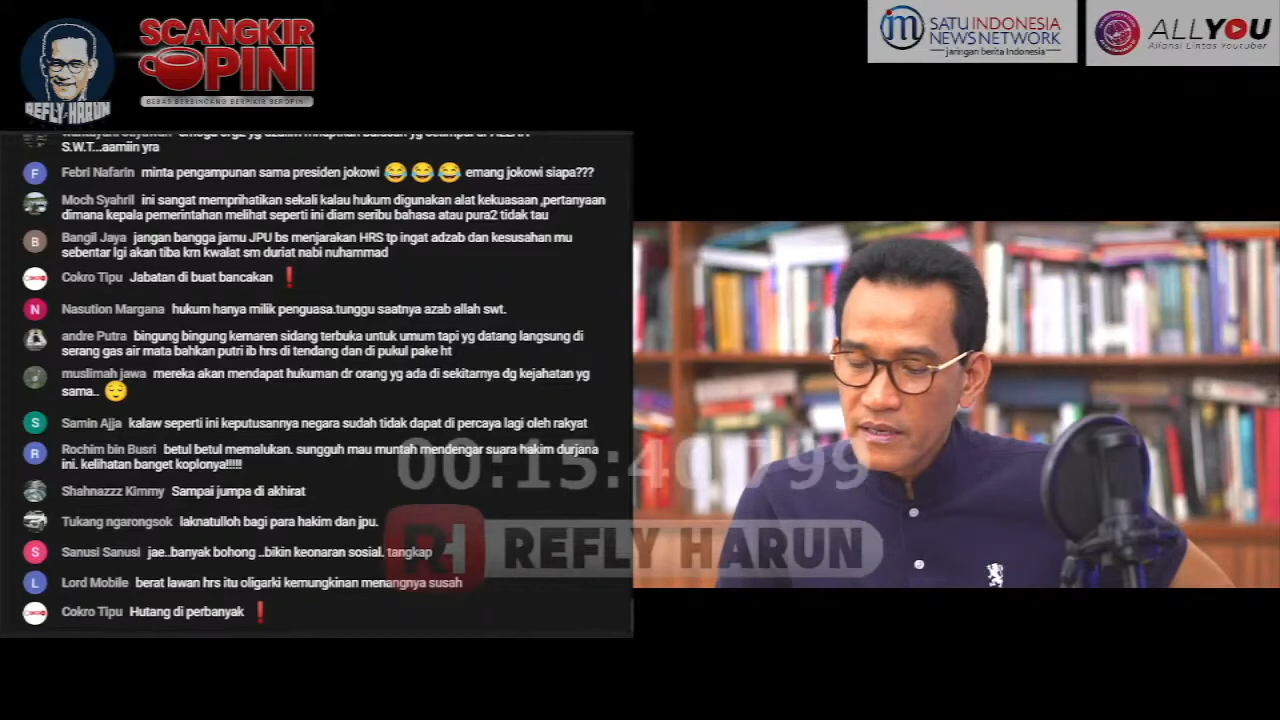 SCANGKIR
OPINI
BEBAS BERBINCANG BERPIKIR BEROPINI
REFLY HARUN
SATU INDONESIA
NEWS NETWORK
jaringan berita Indonesia
ALLYOU
Aliansi Lintas Youtuber
S.W.T...aamiin yra
Febri Nafarin minta pengampunan sama presiden jokowi 😂 😂 😂 emang jokowi siapa???
Moch Syahril ini sangat memprihatikan sekali kalau hukum digunakan alat kekuasaan ,pertanyaan
dimana kepala pemerintahan melihat seperti ini diam seribu bahasa atau pura2 tidak tau
Bangil Jaya jangan bangga jamu JPU bs menjarakan HRS tp ingat adzab dan kesusahan mu
sebentar lgi akan tiba krn kwalat sm duriat nabi nuhammad
Cokro Tipu Jabatan di buat bancakan ❗
Nasution Margana hukum hanya milik penguasa.tunggu saatnya azab allah swt.
andre Putra bingung bingung kemaren sidang terbuka untuk umum tapi yg datang langsung di
serang gas air mata bahkan putri ib hrs di tendang dan di pukul pake ht
muslimah jawa mereka akan mendapat hukuman dr orang yg ada di sekitarnya dg kejahatan yg
sama.. 😌
Samin Ajja kalaw seperti ini keputusannya negara sudah tidak dapat di percaya lagi oleh rakyat
Rochim bin Busri betul betul memalukan. sungguh mau muntah mendengar suara hakim durjana
ini. kelihatan banget koplonya!!!!!
Shahnazzz Kimmy Sampai jumpa di akhirat
Tukang ngarongsok laknatulloh bagi para hakim dan jpu.
Sanusi Sanusi jae..banyak bohong ..bikin keonaran sosial. tangkap
Lord Mobile berat lawan hrs itu oligarki kemungkinan menangnya susah
Cokro Tipu Hutang di perbanyak ❗
00:15:40.799
RH REFLY HARUN